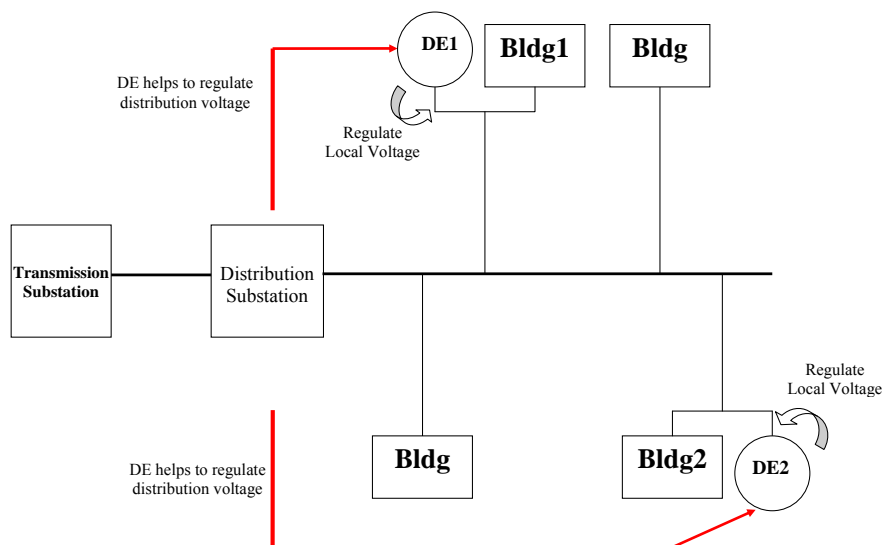 DE1
Bldg1
Bldg
DE helps to regulate
distribution voltage
Regulate
Local Voltage
Transmission
Substation
Distribution
Substation
Regulate
Local Voltage
Bldg
Bldg2
DE2
DE helps to regulate
distribution voltage